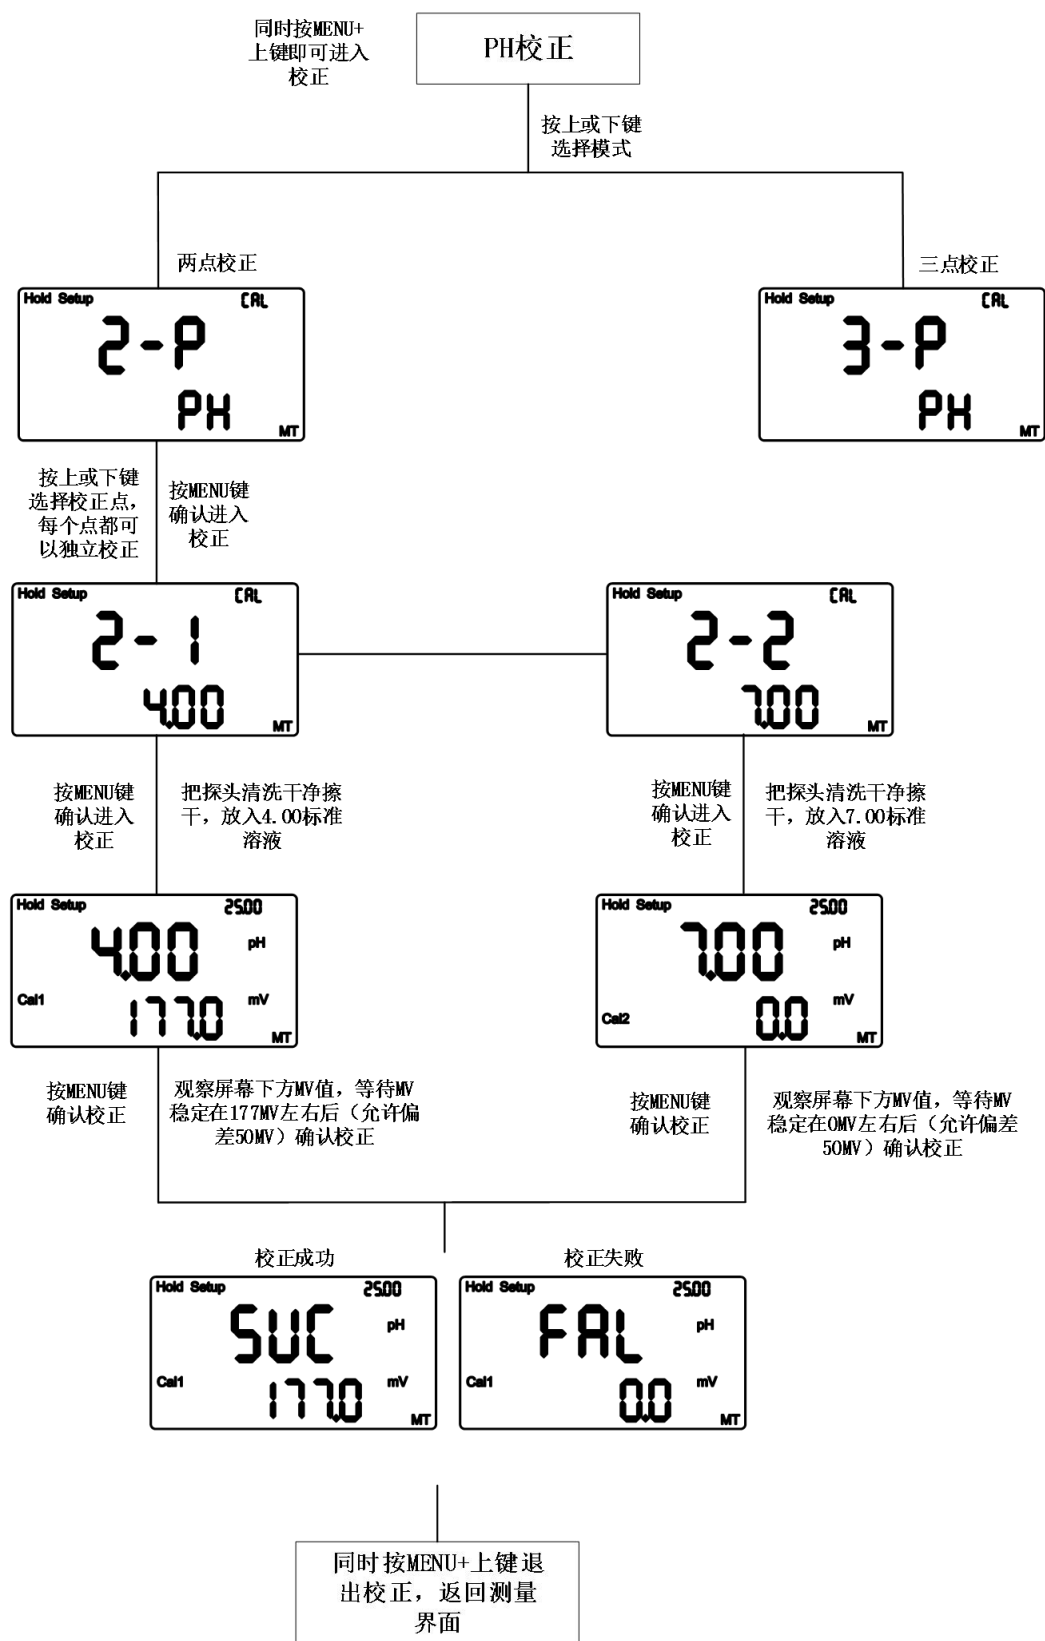 同时按MENU+
上键即可进入
校正
PH校正
按上或下键
选择模式
两点校正
三点校正
Hold Setup CAL
2-P
PH
MT
Hold Setup CAL
3-P
PH
MT
按上或下键
选择校正点，
每个点都可
以独立校正
按MENU键
确认进入
校正
Hold Setup CAL
2-1
4.00
MT
Hold Setup CAL
2-2
7.00
MT
按MENU键
确认进入
校正
把探头清洗干净擦
干，放入4.00标准
溶液
按MENU键
确认进入
校正
把探头清洗干净擦
干，放入7.00标准
溶液
Hold Setup 25.00
4.00 pH
Cal1 177.0 mV
MT
Hold Setup 25.00
7.00 pH
Cal2 0.0 mV
MT
按MENU键
确认校正
观察屏幕下方MV值，等待MV
稳定在177MV左右后（允许偏
差50MV）确认校正
按MENU键
确认校正
观察屏幕下方MV值，等待MV
稳定在0MV左右后（允许偏差
50MV）确认校正
校正成功
校正失败
Hold Setup 25.00
SUC pH
Cal1 177.0 mV
MT
Hold Setup 25.00
FAL pH
Cal1 0.0 mV
MT
同时按MENU+上键退
出校正，返回测量
界面